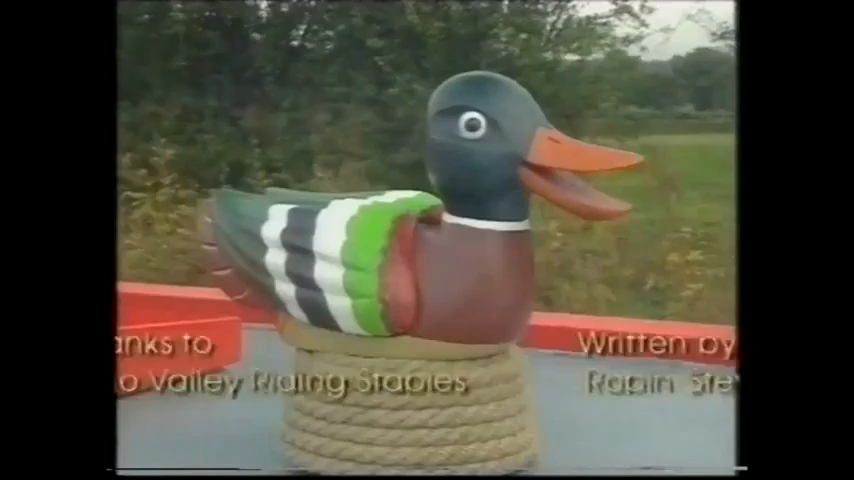 anks to
o Valley Riding Stables
Written by
Robin Ste